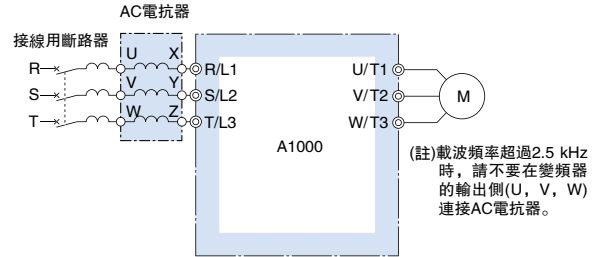 AC電抗器
接線用斷路器
U X
R R/L1 U/T1
V Y
S S/L2 V/T2 M
W Z
T T/L3 W/T3
A1000
(註)載波頻率超過2.5 kHz
時，請不要在變頻器
的輸出側(U，V，W)
連接AC電抗器。